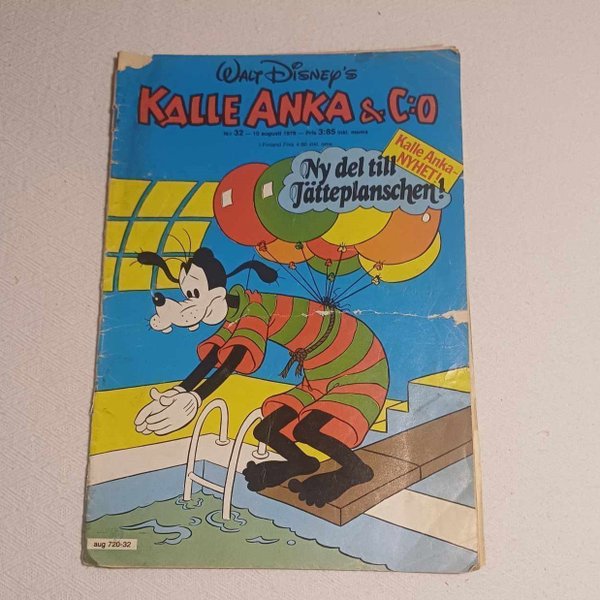 WALT DISNEY'S
KALLE ANKA & C:O
Nr: 32 — 10 augusti 1978 — Pris 3:85 inkl. moms
Kalle Anka-
NYHET!
Ny del till
Jätteplanschen!
aug 720-32